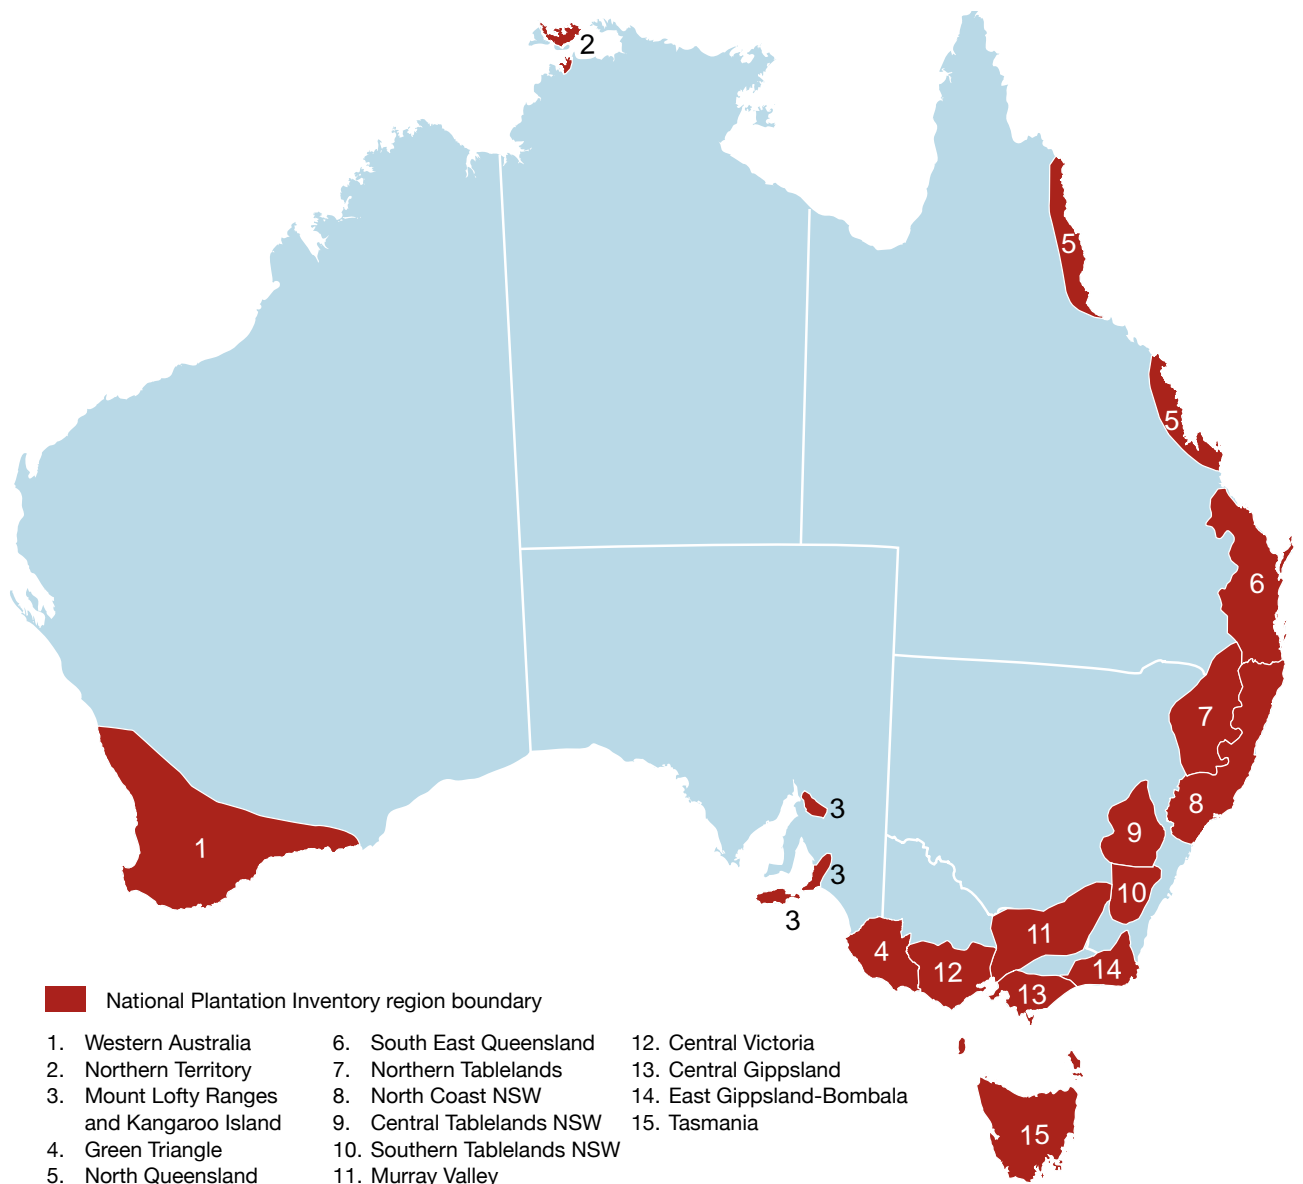 2
5
5
6
7
3
8
9
1
3
10
3
11
4
14
12
13
National Plantation Inventory region boundary
1. Western Australia
2. Northern Territory
3. Mount Lofty Ranges
and Kangaroo Island
4. Green Triangle
5. North Queensland
6. South East Queensland
7. Northern Tablelands
8. North Coast NSW
9. Central Tablelands NSW
10. Southern Tablelands NSW
11. Murray Valley
12. Central Victoria
13. Central Gippsland
14. East Gippsland-Bombala
15. Tasmania
15